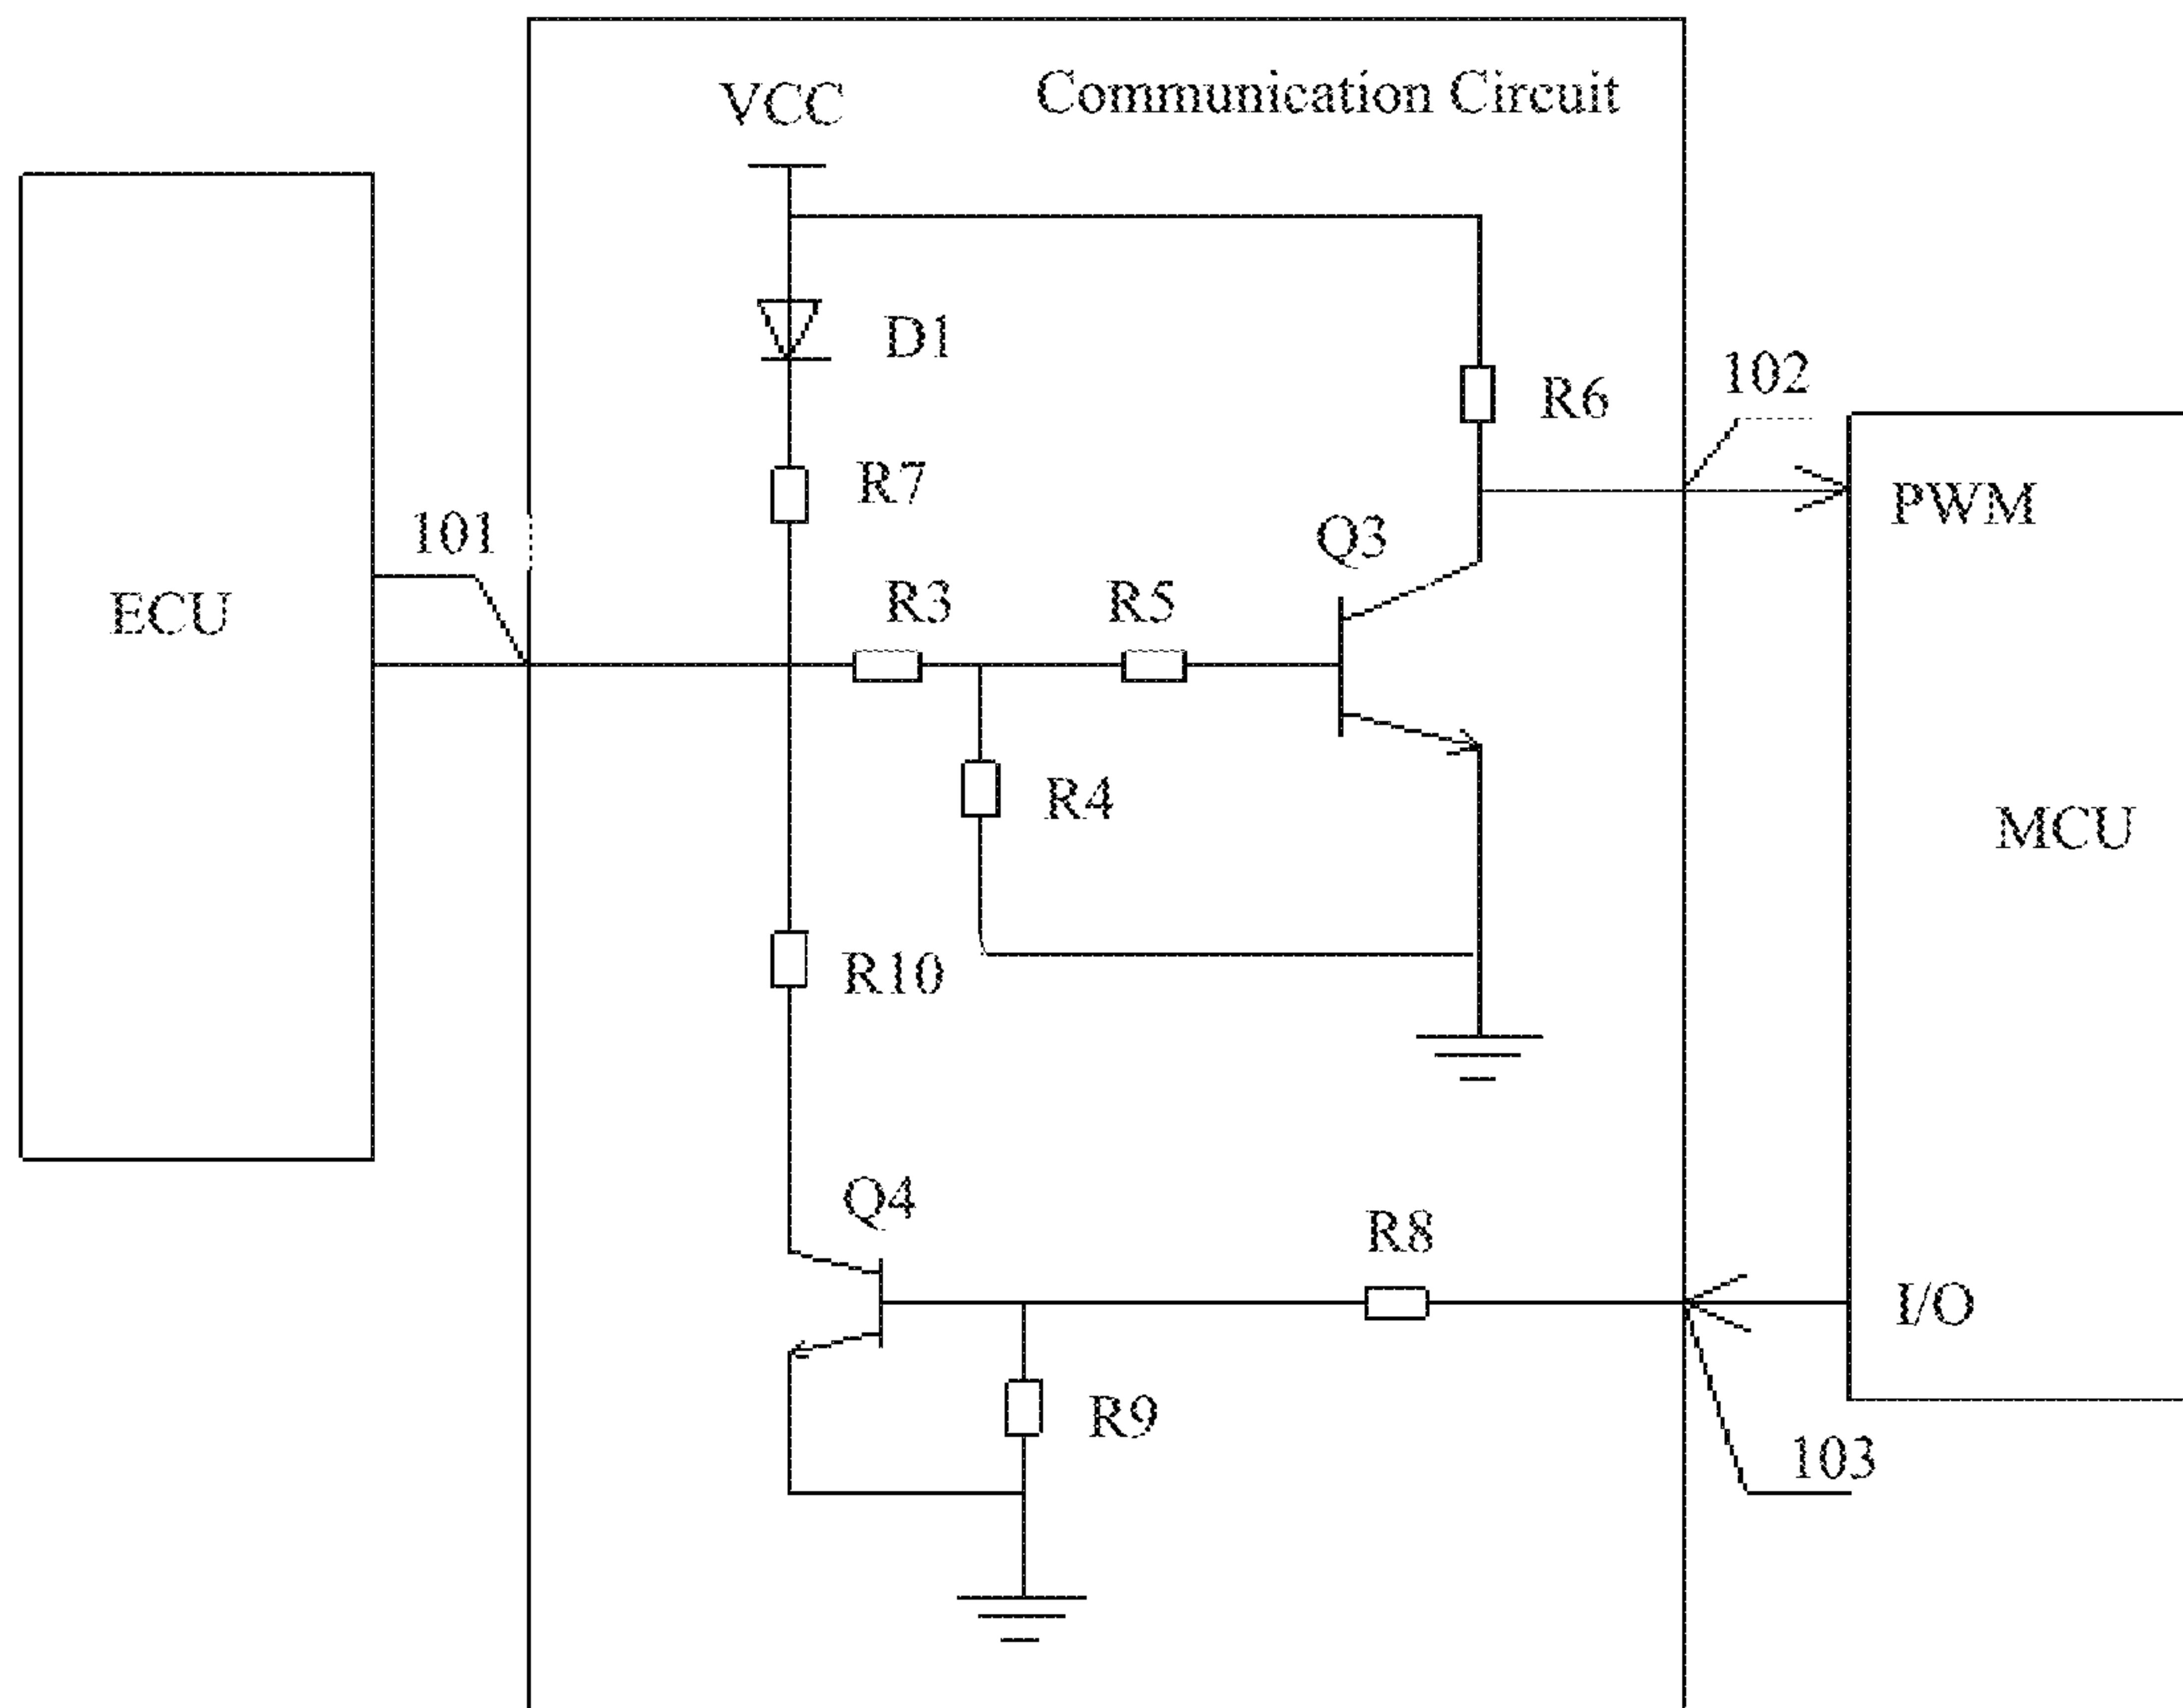 VCC
Communication Circuit
D1
R6
102
R7
PWM
101
Q3
ECU
R3
R5
R4
MCU
R10
Q4
R8
I/O
R9
103